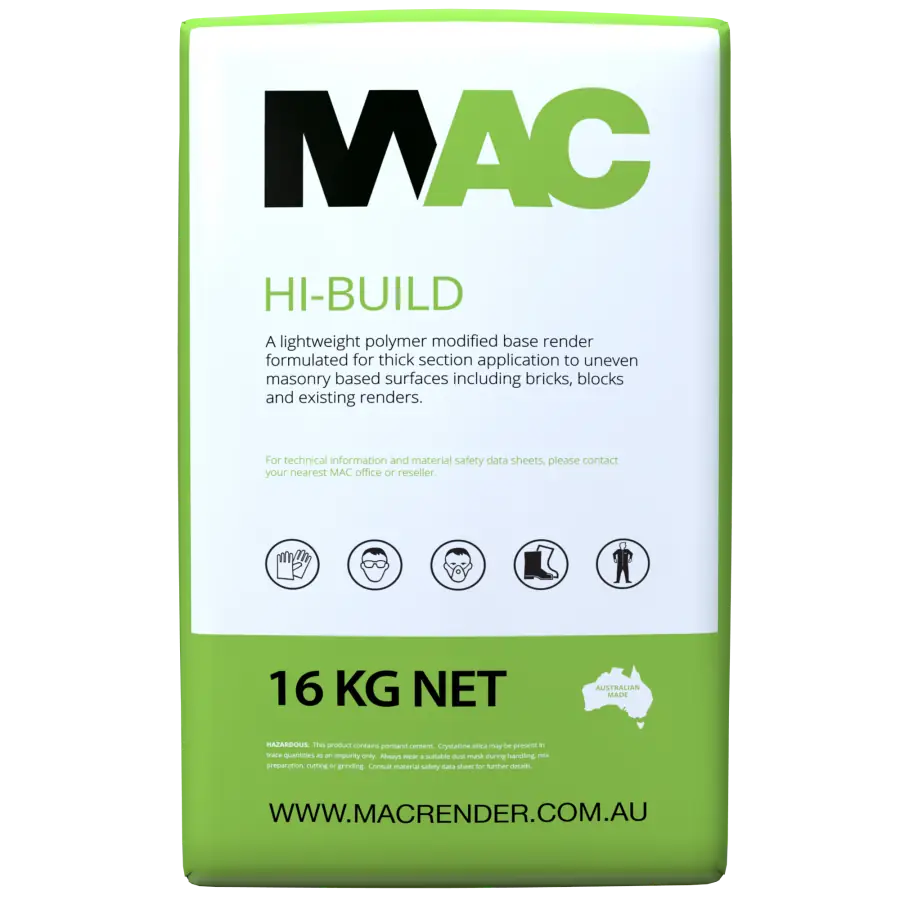 MAC
HI-BUILD
A lightweight polymer modified base render
formulated for thick section application to uneven
masonry based surfaces including bricks, blocks
and existing renders.
For technical information and material safety data sheets, please contact
your nearest MAC office or reseller.
16 KG NET
AUSTRALIAN
MADE
HAZARDOUS. This product contains portland cement. Crystalline silica may be present in
trace quantities as an impurity only. Always wear a suitable dust mask during handling, mix
preparation, cutting or grinding. Consult material safety data sheet for further details.
WWW.MACRENDER.COM.AU